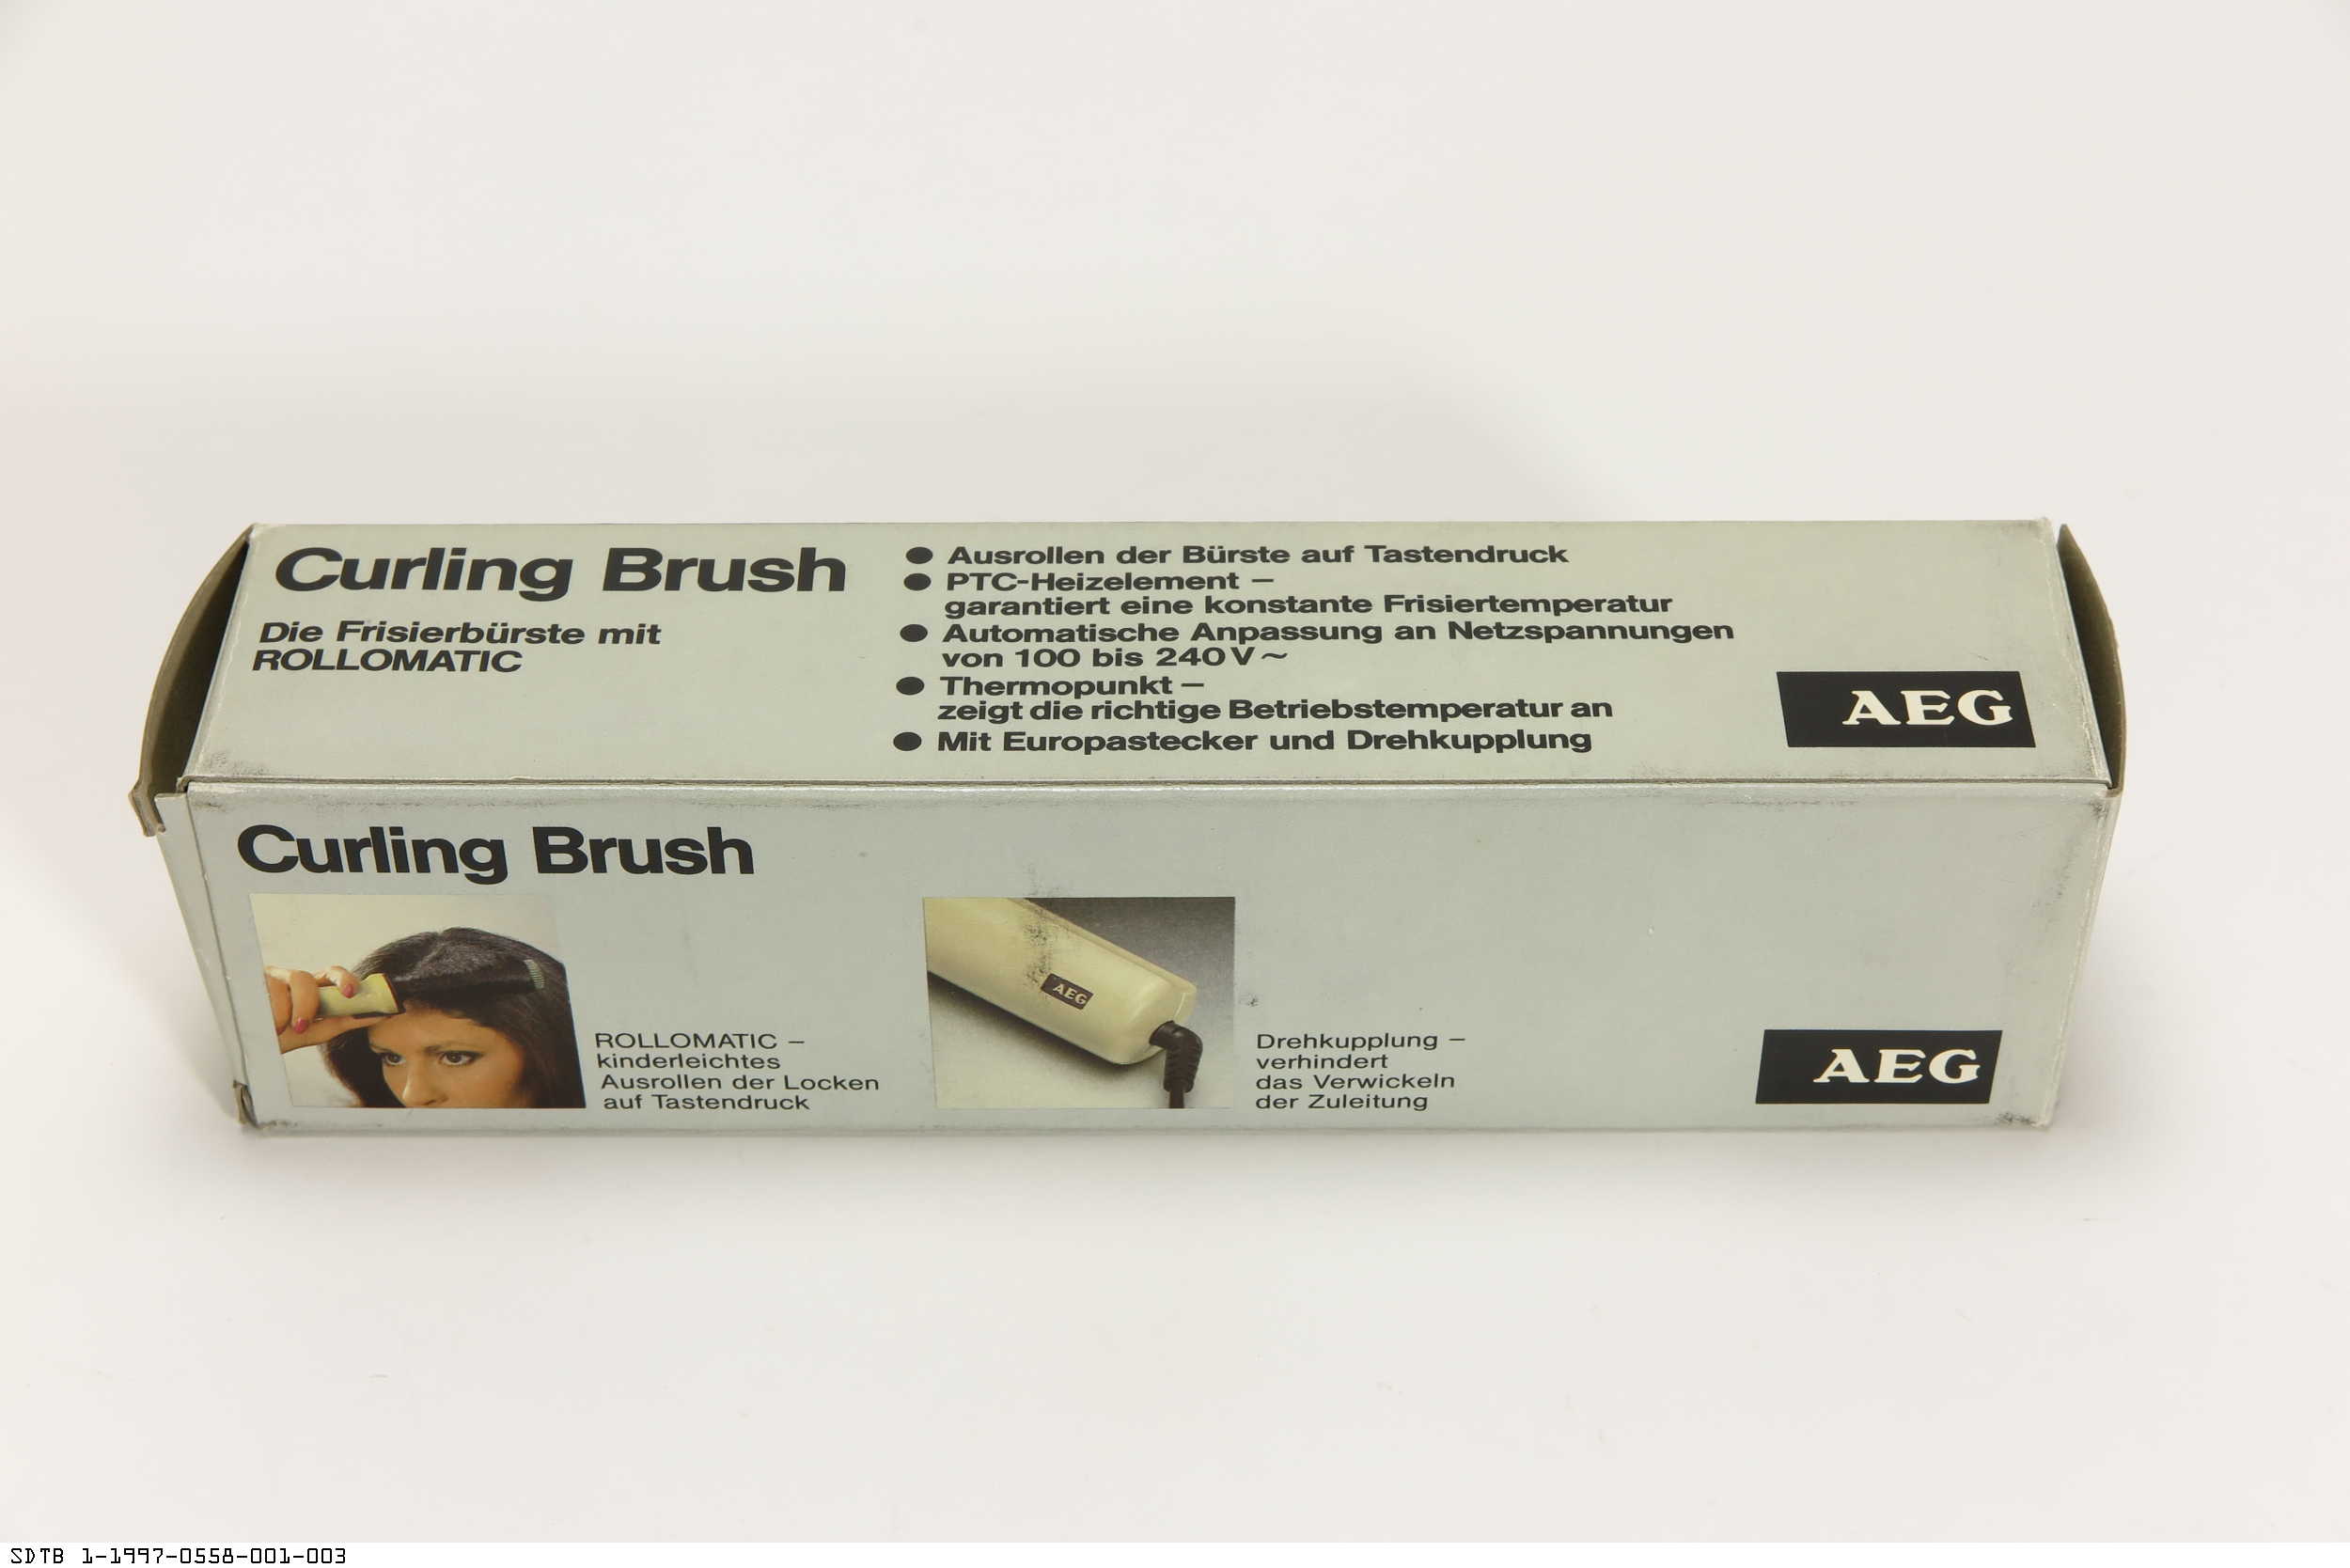 Curling Brush
Die Frisierbürste mit
ROLLOMATIC
● Ausrollen der Bürste auf Tastendruck
● PTC-Heizelement –
garantiert eine konstante Frisiertemperatur
● Automatische Anpassung an Netzspannungen
von 100 bis 240 V ~
● Thermopunkt –
zeigt die richtige Betriebstemperatur an
● Mit Europastecker und Drehkupplung
AEG
Curling Brush
ROLLOMATIC –
kinderleichtes
Ausrollen der Locken
auf Tastendruck
AEG
Drehkupplung –
verhindert
das Verwickeln
der Zuleitung
AEG
SDTB 1-1997-0558-001-003